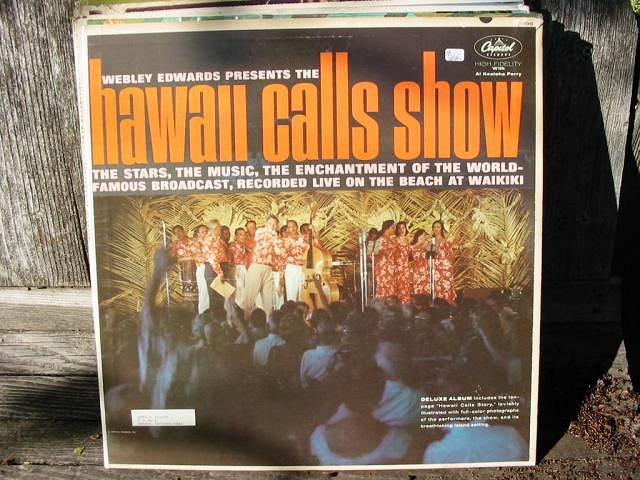 Capitol
RECORDS
HIGH FIDELITY
With
Al Kealoha Perry
WEBLEY EDWARDS PRESENTS THE
hawaii calls show
THE STARS, THE MUSIC, THE ENCHANTMENT OF THE WORLD-
FAMOUS BROADCAST, RECORDED LIVE ON THE BEACH AT WAIKIKI
DELUXE ALBUM includes the ten-
page "Hawaii Calls Story," lavishly
illustrated with full-color photographs
of the performers, the show, and its
breathtaking island setting.